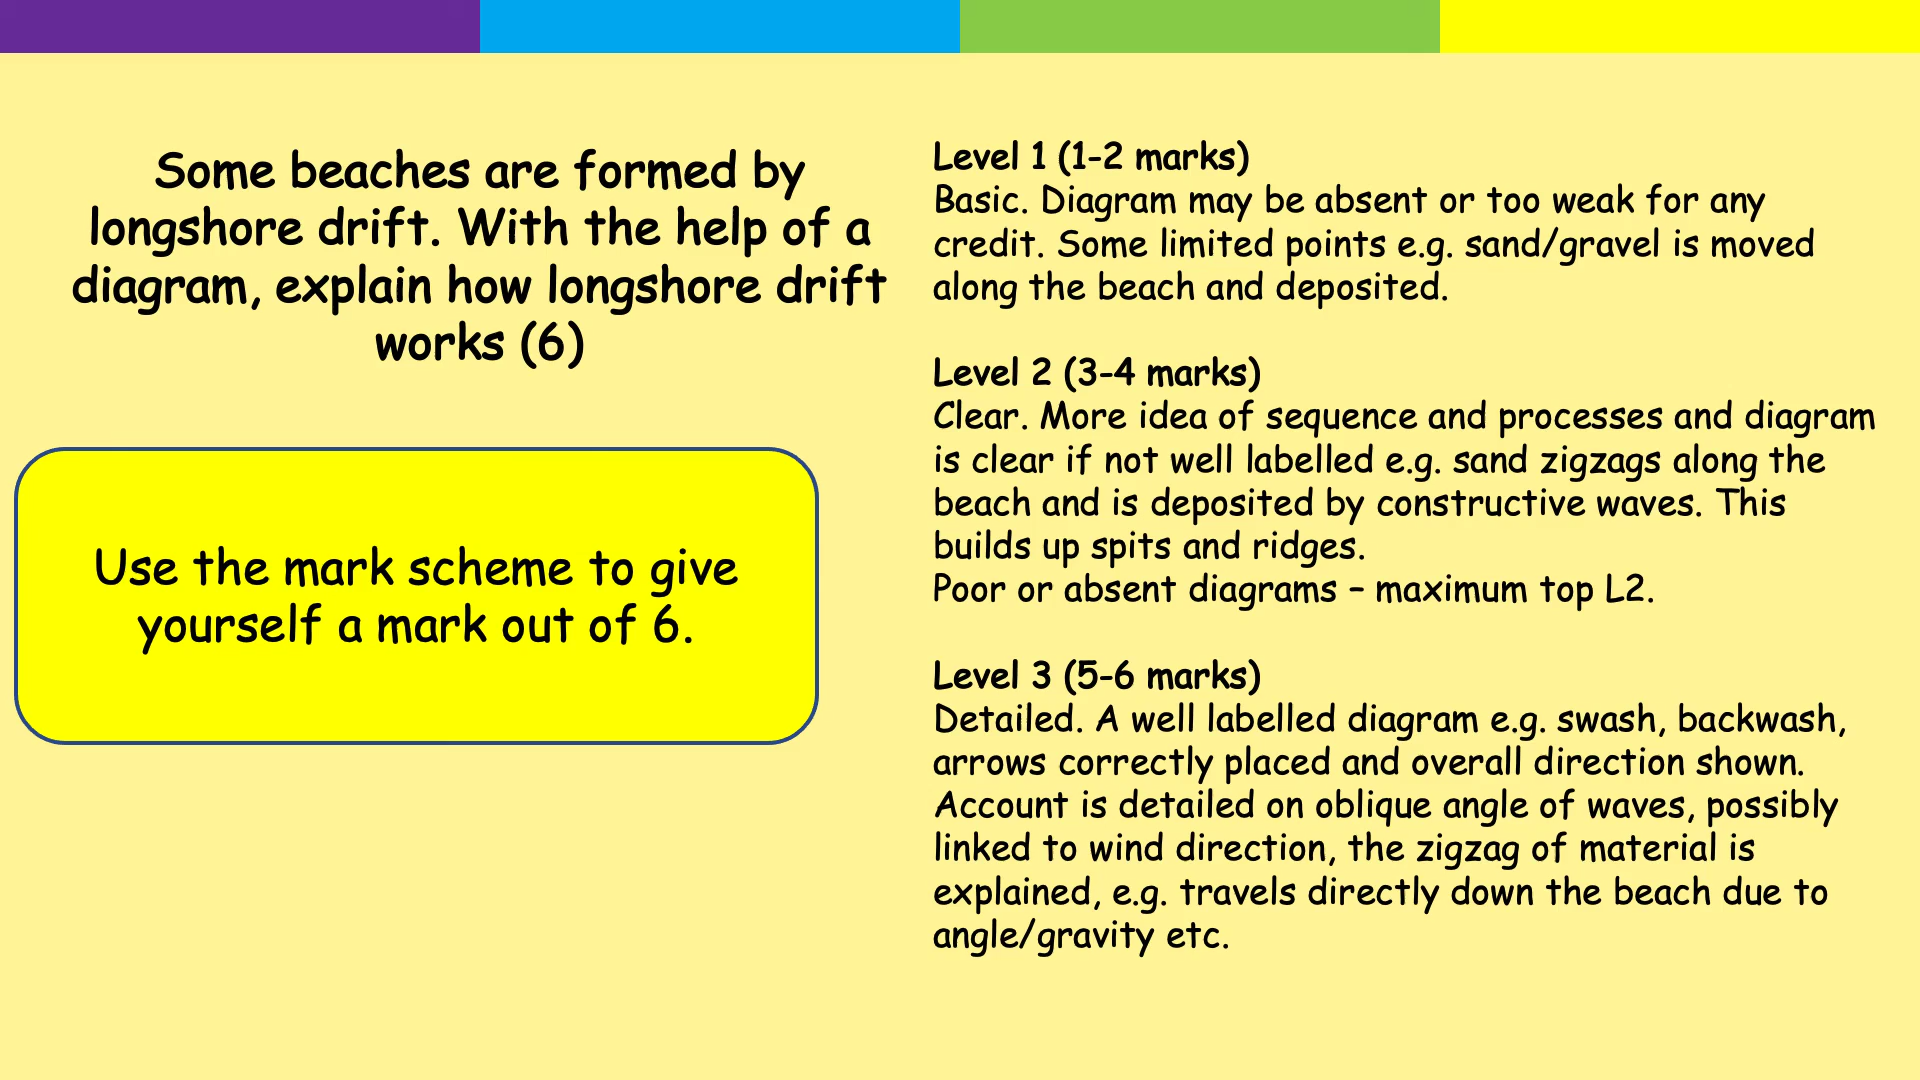 Some beaches are formed by
longshore drift. With the help of a
diagram, explain how longshore drift
works (6)
Use the mark scheme to give
yourself a mark out of 6.
Level 1 (1-2 marks)
Basic. Diagram may be absent or too weak for any
credit. Some limited points e.g. sand/gravel is moved
along the beach and deposited.
Level 2 (3-4 marks)
Clear. More idea of sequence and processes and diagram
is clear if not well labelled e.g. sand zigzags along the
beach and is deposited by constructive waves. This
builds up spits and ridges.
Poor or absent diagrams – maximum top L2.
Level 3 (5-6 marks)
Detailed. A well labelled diagram e.g. swash, backwash,
arrows correctly placed and overall direction shown.
Account is detailed on oblique angle of waves, possibly
linked to wind direction, the zigzag of material is
explained, e.g. travels directly down the beach due to
angle/gravity etc.